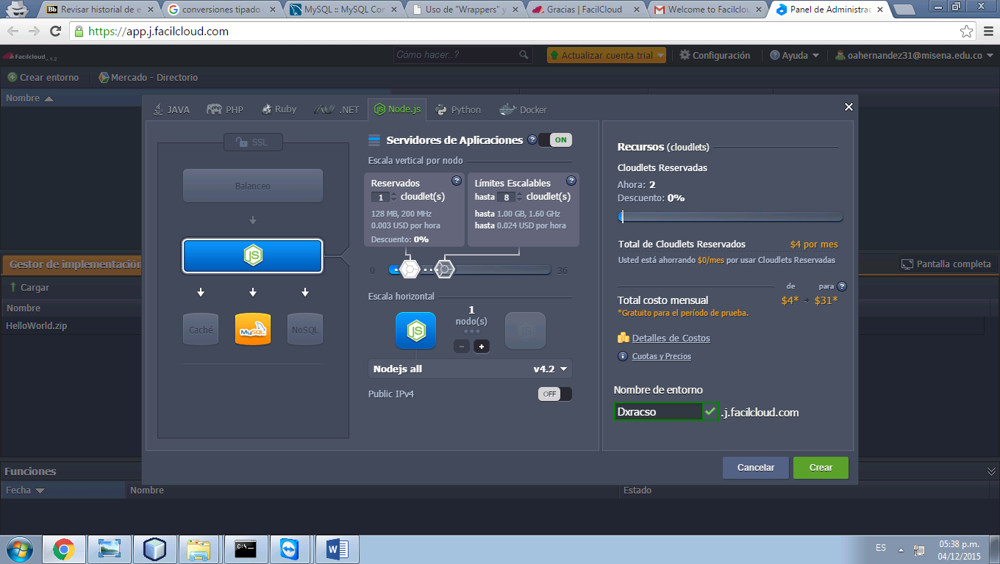 Revisar historial de e
conversiones tipado
MySQL :: MySQL Con
Uso de "Wrappers" y
Gracias | FacilCloud
Welcome to Facilclou
Panel de Administrac
https://app.j.facilcloud.com
Facilcloud v. 4.2
Cómo hacer..?
Actualizar cuenta trial
Configuración
Ayuda
oahernandez31@misena.edu.co
Crear entorno
Mercado - Directorio
Nombre
JAVA
PHP
Ruby
.NET
Node.js
Python
Docker
SSL
Balanceo
Caché
MySQL
NoSQL
Servidores de Aplicaciones
ON
Escala vertical por nodo
Reservados
1 cloudlet(s)
128 MB, 200 MHz
0.003 USD por hora
Descuento: 0%
Límites Escalables
hasta 8 cloudlet(s)
hasta 1.00 GB, 1.60 GHz
hasta 0.024 USD por hora
0
36
Escala horizontal
1
nodo(s)
Nodejs all
v4.2
Public IPv4
OFF
Recursos (cloudlets)
Cloudlets Reservadas
Ahora: 2
Descuento: 0%
Total de Cloudlets Reservados
$4 por mes
Usted está ahorrando $0/mes por usar Cloudlets Reservadas
de
para
Total costo mensual
$4*
$31*
*Gratuito para el período de prueba.
Detalles de Costos
Cuotas y Precios
Nombre de entorno
Dxracso
.j.facilcloud.com
Cancelar
Crear
Gestor de implementación
Pantalla completa
Cargar
Nombre
HelloWorld.zip
Funciones
Fecha
Nombre
Estado
ES
05:38 p.m.
04/12/2015